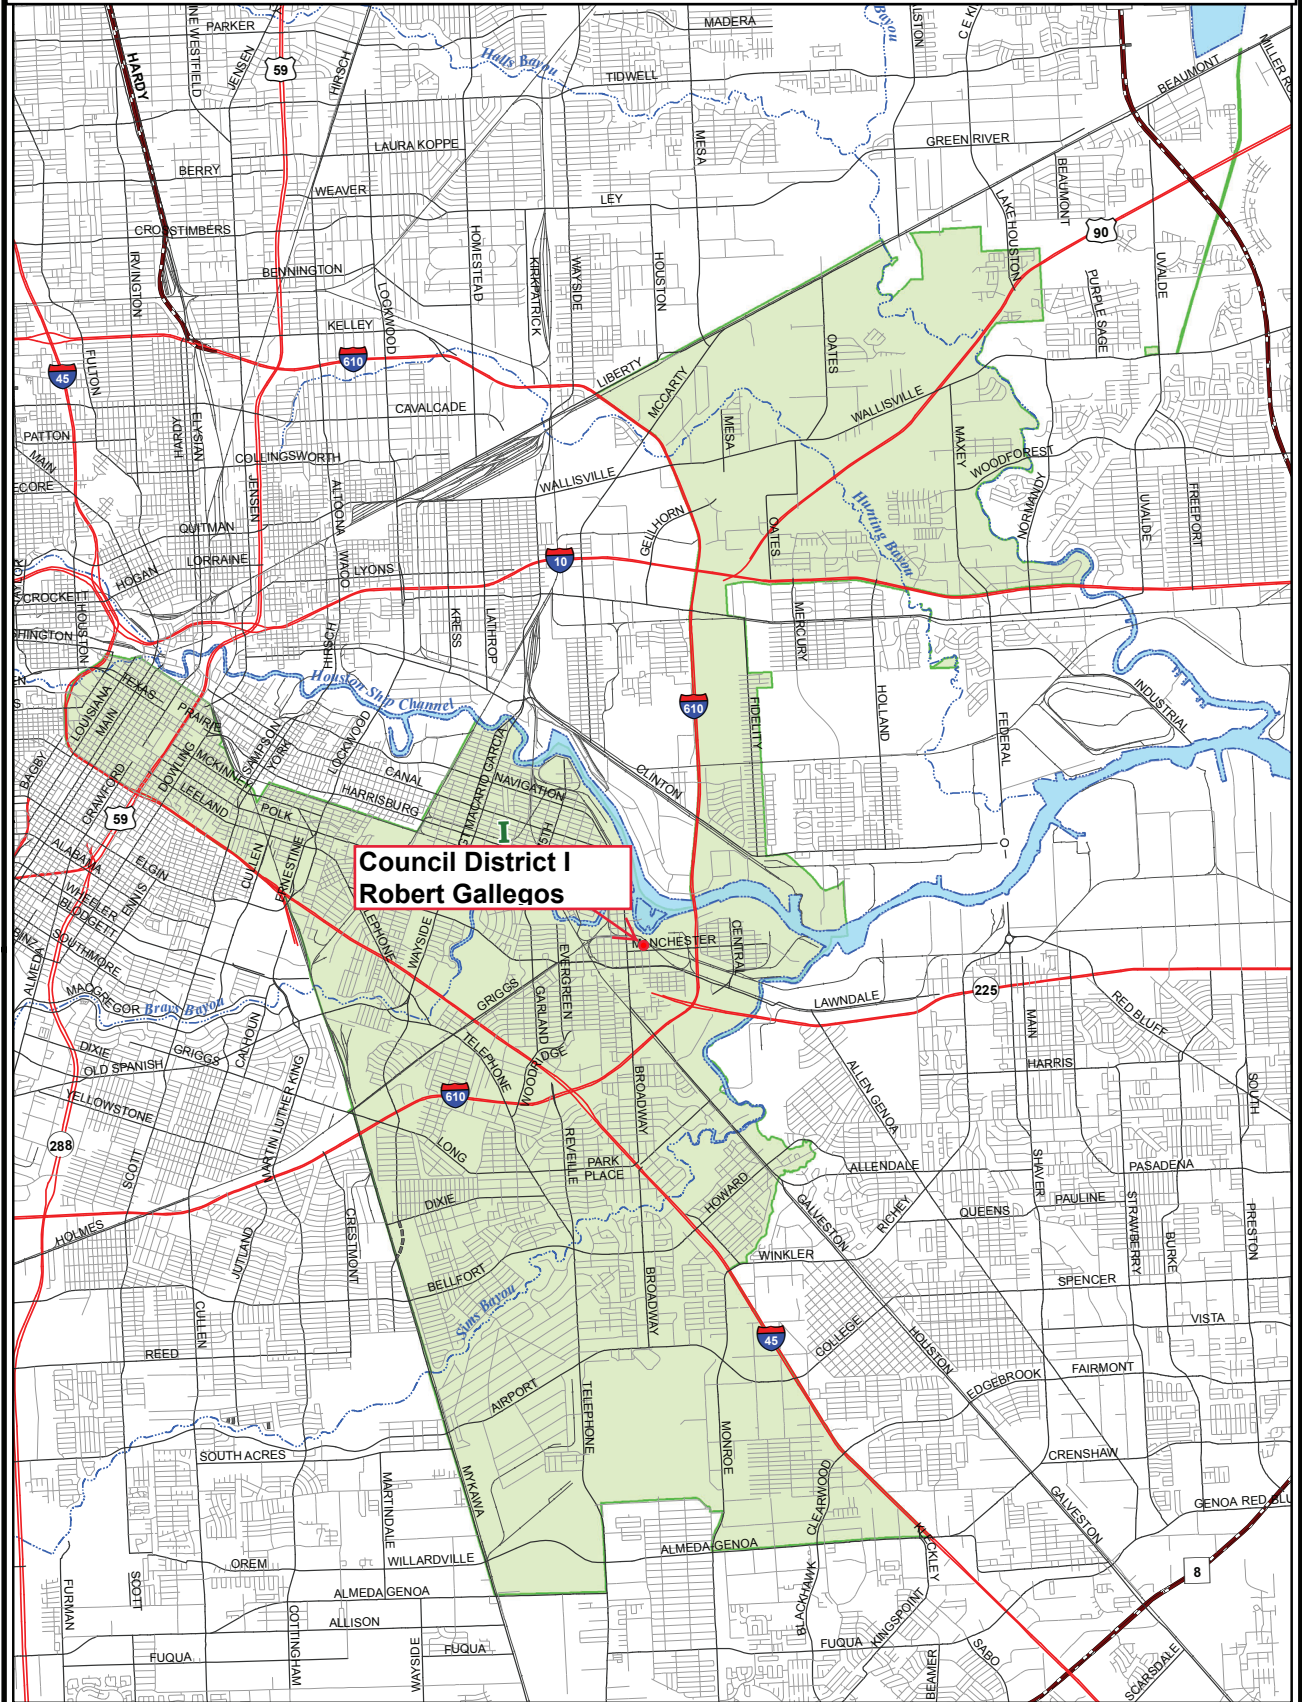 PARKER
MADERA
HARDY
JENSEN
59
HIRSCH
Halls Bayou
TIDWELL
Bayou
BEAUMONT
LAURA KOPPE
MESA
GREEN RIVER
BERRY
WEAVER
LEY
BEAUMONT
LAKE HOUSTON
CROSSTIMBERS
90
IRVINGTON
BENNINGTON
HOMESTEAD
KIRKPATRICK
WAYSIDE
HOUSTON
LOCKWOOD
UVALDE
PURPLE SAGE
KELLEY
OATES
610
45
FULTON
LIBERTY
MCCARTY
CAVALCADE
WALLISVILLE
HARDY
ELYSIAN
MESA
MAXEY
PATTON
MAIN
COLLINGSWORTH
WOODFOREST
JENSEN
ALTOONA
WALLISVILLE
NORMANDY
UVALDE
FREEPORT
QUITMAN
GELLHORN
OATES
Hunting Bayou
LORRAINE
WACO
LYONS
10
HOGAN
CROCKETT
HOUSTON
KRESS
LATHROP
MERCURY
HIRSCH
Houston Ship Channel
TEXAS
LOUISIANA
MAIN
PRAIRIE
610
FIDELITY
HOLLAND
FEDERAL
INDUSTRIAL
SAMPSON
YORK
LOCKWOOD
BAGBY
DOWLING
MCKINNEY
CANAL
NAVIGATION
CLINTON
CRAWFORD
LEELAND
HARRISBURG
59
POLK
I
ALABAMA
ELGIN
CULLEN
ERNESTINE
Council District I
Robert Gallegos
WHEELER
BLODGETT
ENNIS
SOUTHMORE
WAYSIDE
EVERGREEN
MANCHESTER
CENTRAL
ALMEDA
MACGREGOR
Brays Bayou
GRIGGS
GARLAND
LAWNDALE
225
RED BLUFF
MAIN
DIXIE
OLD SPANISH
GRIGGS
CALHOUN
TELEPHONE
WOODRIDGE
HARRIS
YELLOWSTONE
610
BROADWAY
ALLEN GENOA
SOUTH
288
SCOTT
MARTIN LUTHER KING
LONG
REVEILLE
PARK
PLACE
ALLENDALE
SHAVER
PASADENA
DIXIE
HOWARD
RICHEY
QUEENS
PAULINE
STRAWBERRY
HOLMES
JUTLAND
CRESTMONT
GALVESTON
WINKLER
BURKE
PRESTON
BELLFORT
SPENCER
Sims Bayou
BROADWAY
CULLEN
45
COLLEGE
HOUSTON
VISTA
REED
AIRPORT
EDGEBROOK
FAIRMONT
TELEPHONE
MONROE
SOUTH ACRES
MYKAWA
MARTINDALE
CLEARWOOD
CRENSHAW
GALVESTON
ALMEDA-GENOA
KLECKLEY
OREM
WILLARDVILLE
8
FURMAN
SCOTT
ALMEDA GENOA
BLACKHAWK
KINGSPOINT
COTTINGHAM
ALLISON
FUQUA
WAYSIDE
FUQUA
FUQUA
BEAMER
SABO
SCARSDALE